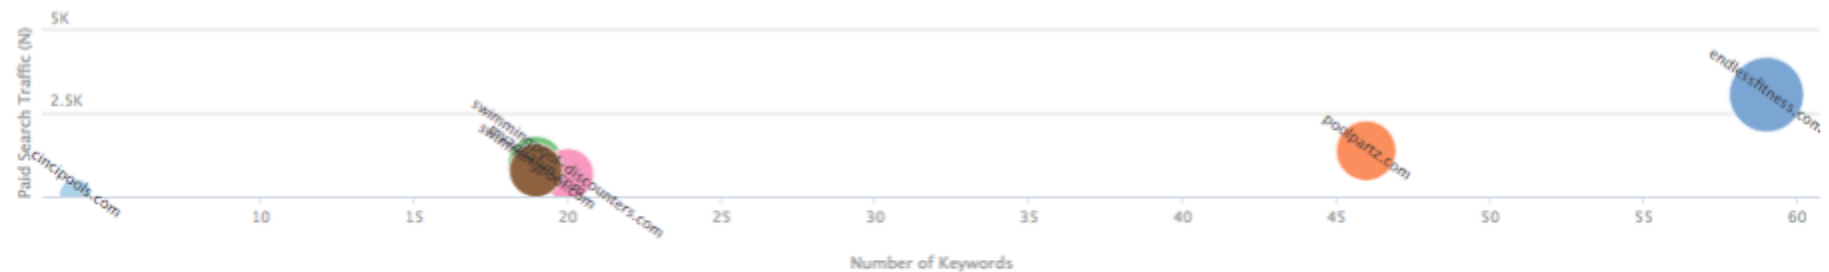 5K
2.5K
Paid Search Traffic (N)
cincipools.com
discounters.com
poolpartz.com
endlessfitness.com
10 15 20 25 30 35 40 45 50 55 60
Number of Keywords